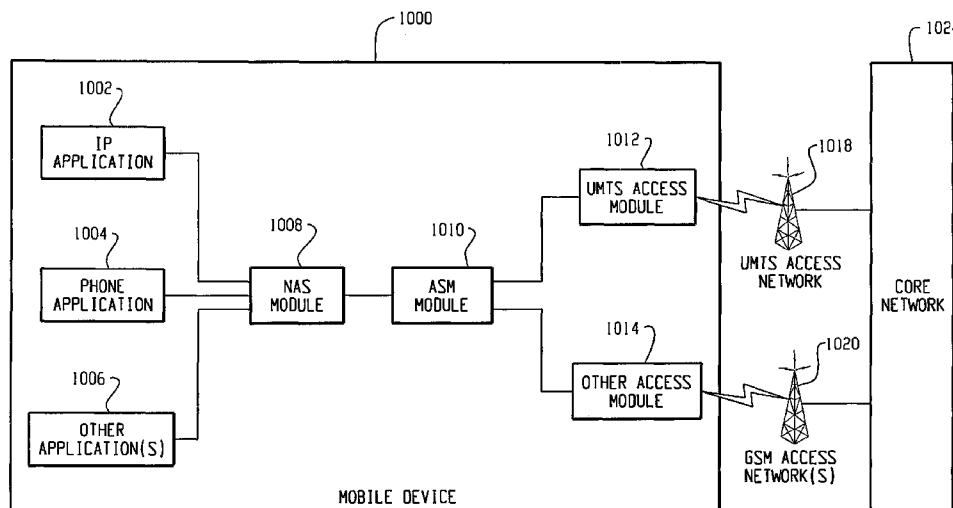 1000
1024
1002
IP
APPLICATION
1012
UMTS ACCESS
MODULE
1018
UMTS ACCESS
NETWORK
1004
PHONE
APPLICATION
1008
NAS
MODULE
1010
ASM
MODULE
CORE
NETWORK
1014
OTHER ACCESS
MODULE
1020
GSM ACCESS
NETWORK(S)
1006
OTHER
APPLICATION(S)
MOBILE DEVICE